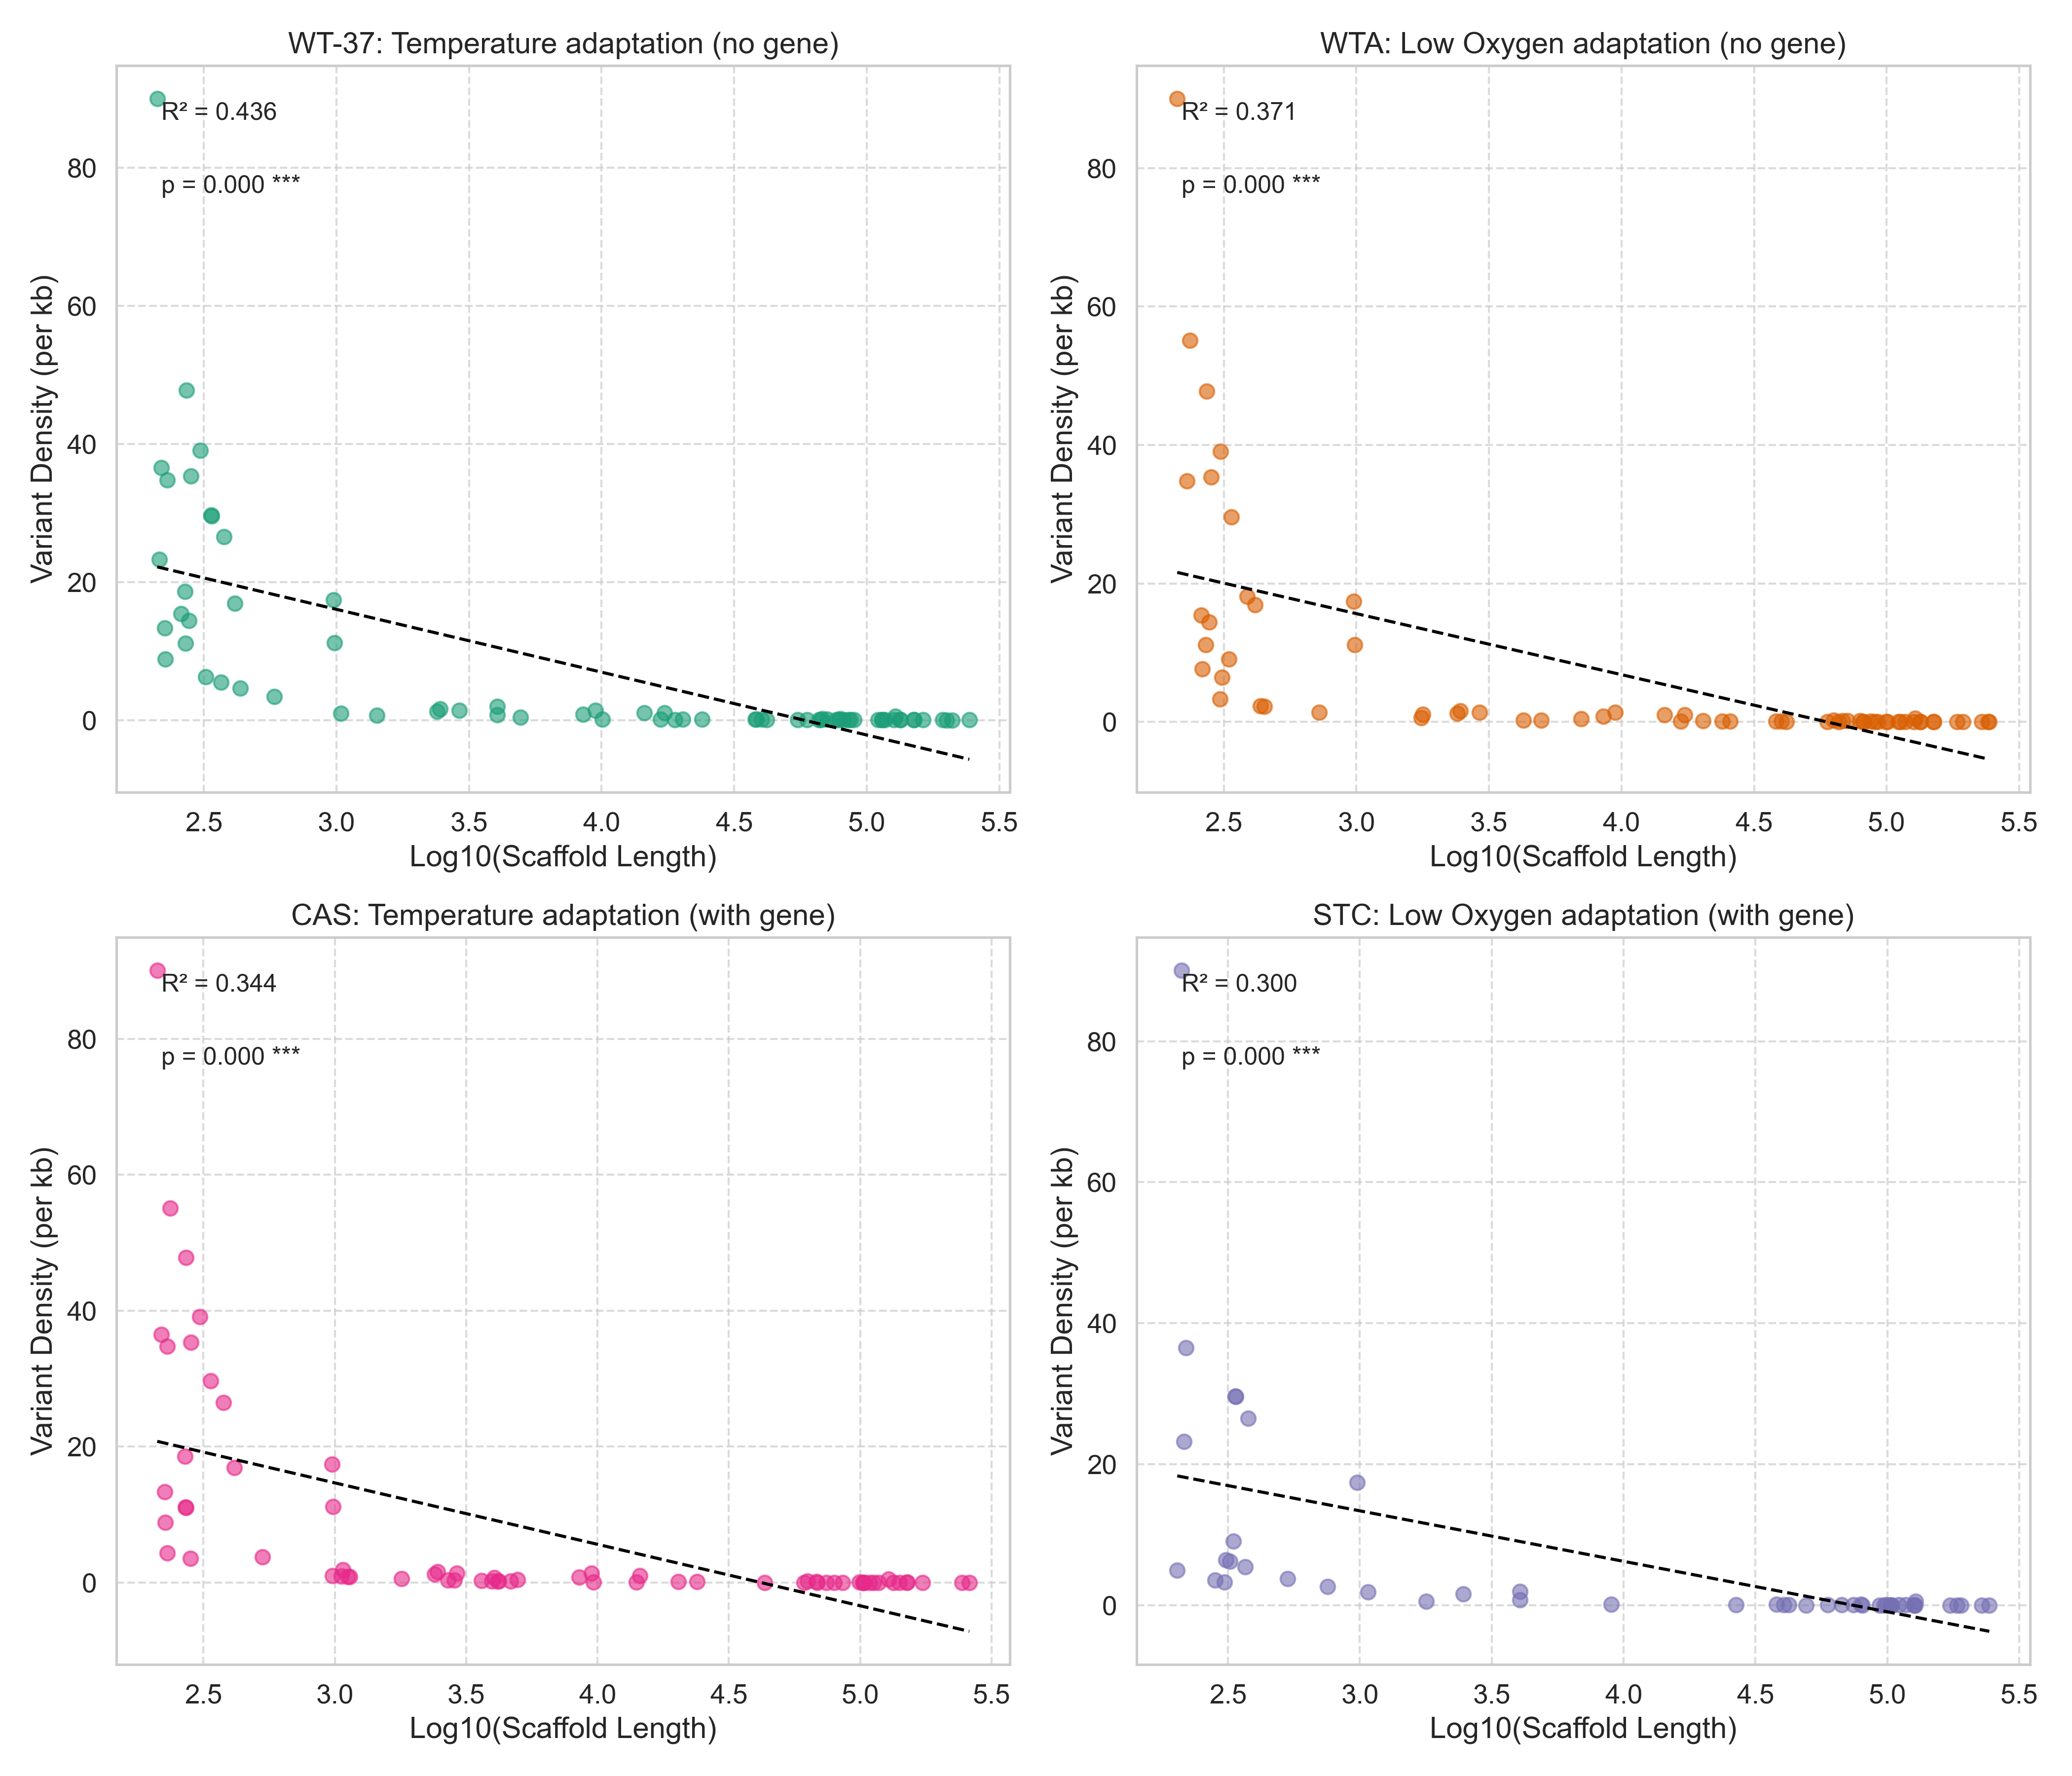 WT-37: Temperature adaptation (no gene)
R² = 0.436
p = 0.000 ***
Variant Density (per kb)
80
60
40
20
0
2.5 3.0 3.5 4.0 4.5 5.0 5.5
Log10(Scaffold Length)
WTA: Low Oxygen adaptation (no gene)
R² = 0.371
p = 0.000 ***
Variant Density (per kb)
80
60
40
20
0
2.5 3.0 3.5 4.0 4.5 5.0 5.5
Log10(Scaffold Length)
CAS: Temperature adaptation (with gene)
R² = 0.344
p = 0.000 ***
Variant Density (per kb)
80
60
40
20
0
2.5 3.0 3.5 4.0 4.5 5.0 5.5
Log10(Scaffold Length)
STC: Low Oxygen adaptation (with gene)
R² = 0.300
p = 0.000 ***
Variant Density (per kb)
80
60
40
20
0
2.5 3.0 3.5 4.0 4.5 5.0 5.5
Log10(Scaffold Length)